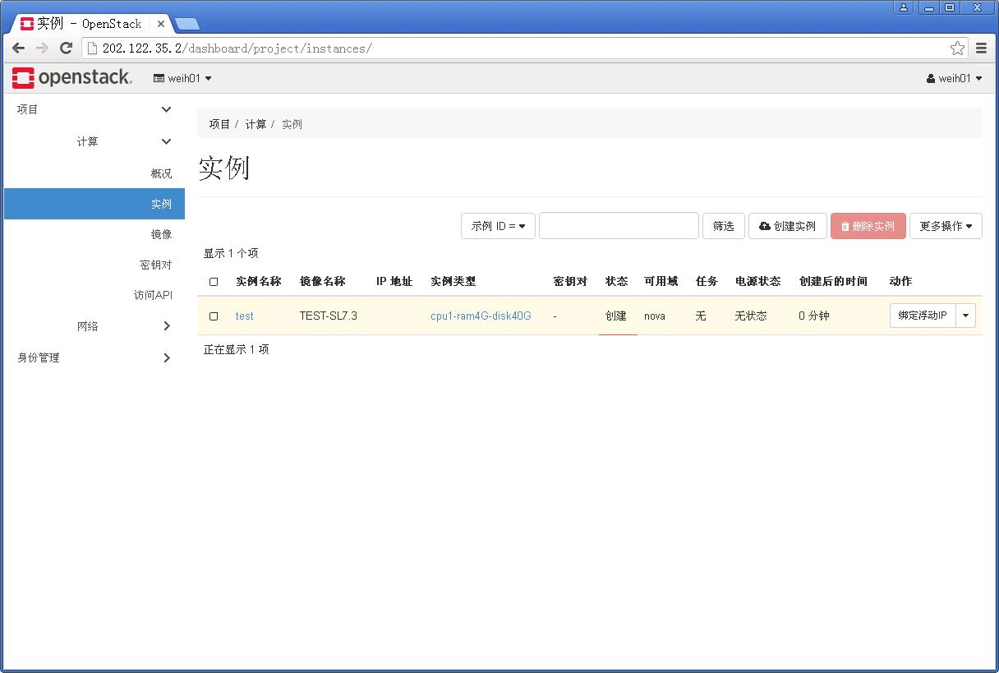 实例 - OpenStack
202.122.35.2/dashboard/project/instances/
openstack. weih01 weih01
项目
计算
概况
实例
镜像
密钥对
访问API
网络
身份管理
项目 / 计算 / 实例
实例
示例 ID = 筛选 创建实例 删除实例 更多操作
显示 1 个项
实例名称 镜像名称 IP 地址 实例类型 密钥对 状态 可用域 任务 电源状态 创建后的时间 动作
test TEST-SL7.3 cpu1-ram4G-disk40G - 创建 nova 无 无状态 0 分钟 绑定浮动IP
正在显示 1 项